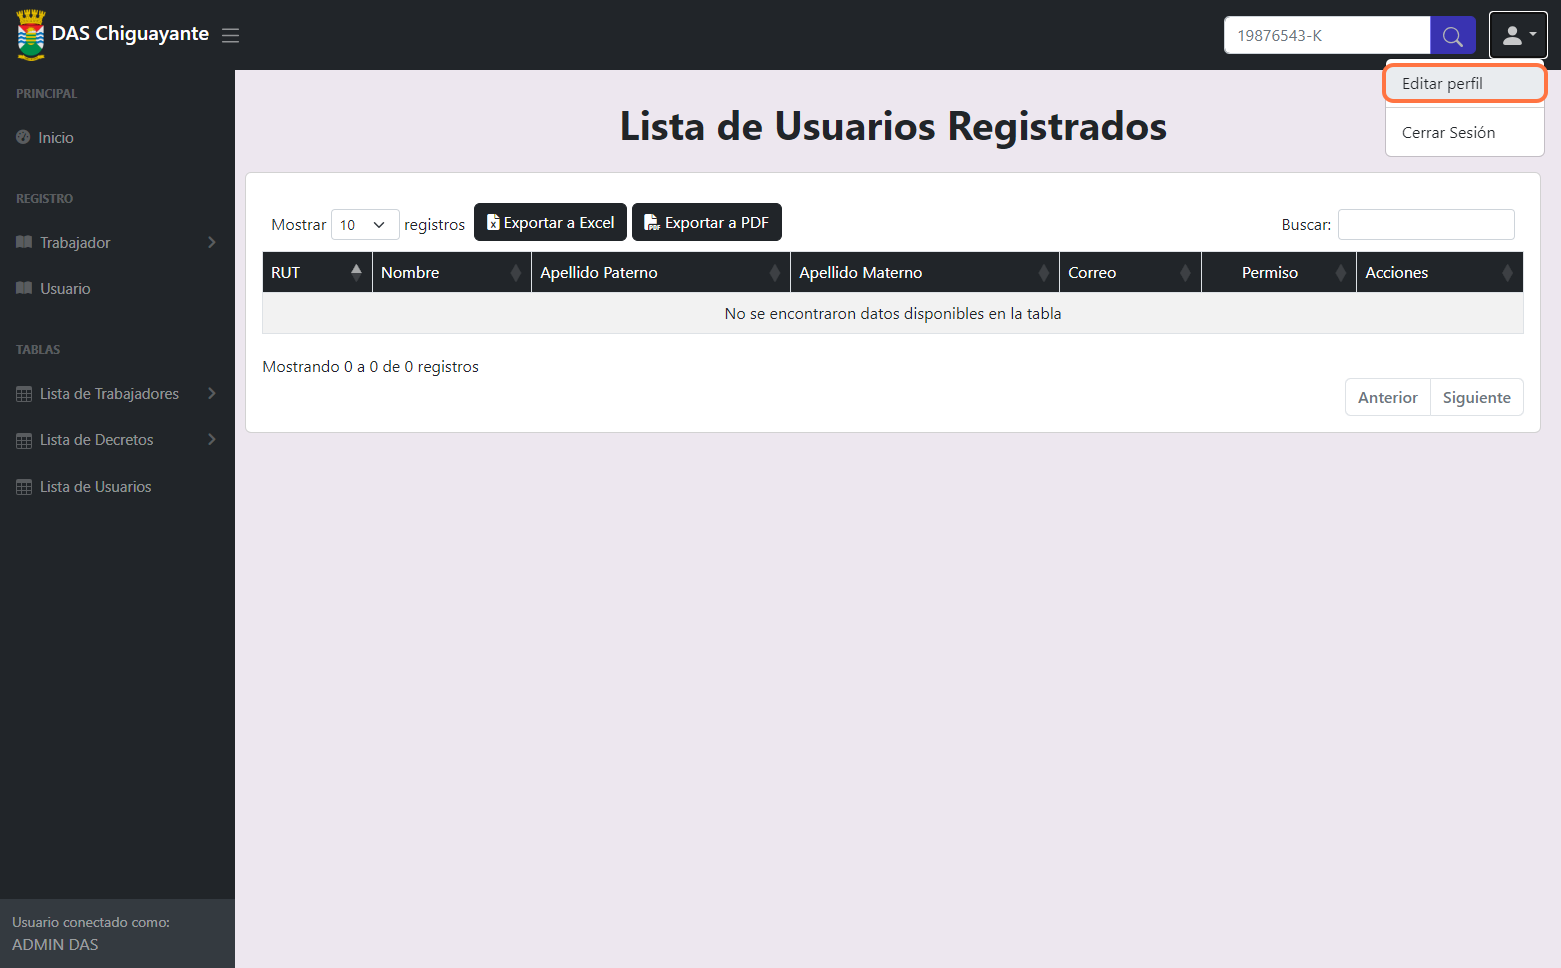 DAS Chiguayante
19876543-K
Editar perfil
Cerrar Sesión
PRINCIPAL
Inicio
REGISTRO
Trabajador
Usuario
TABLAS
Lista de Trabajadores
Lista de Decretos
Lista de Usuarios
Usuario conectado como:
ADMIN DAS
Lista de Usuarios Registrados
Mostrar 10 registros Exportar a Excel Exportar a PDF Buscar:
RUT Nombre Apellido Paterno Apellido Materno Correo Permiso Acciones
No se encontraron datos disponibles en la tabla
Mostrando 0 a 0 de 0 registros
Anterior Siguiente